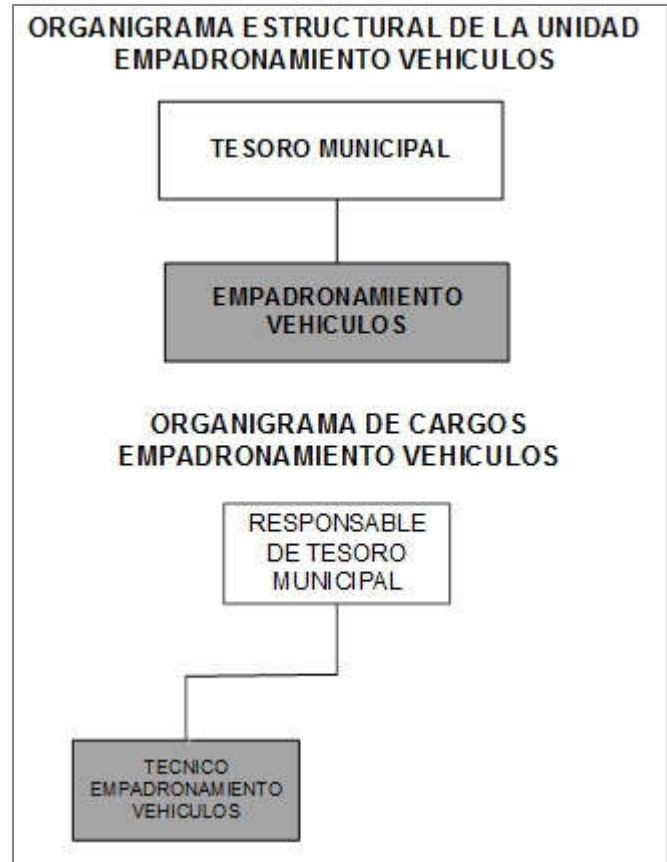 ORGANIGRAMA ESTRUCTURAL DE LA UNIDAD
EMPADRONAMIENTO VEHICULOS
TESORO MUNICIPAL
EMPADRONAMIENTO
VEHICULOS
ORGANIGRAMA DE CARGOS
EMPADRONAMIENTO VEHICULOS
RESPONSABLE
DE TESORO
MUNICIPAL
TECNICO
EMPADRONAMIENTO
VEHICULOS